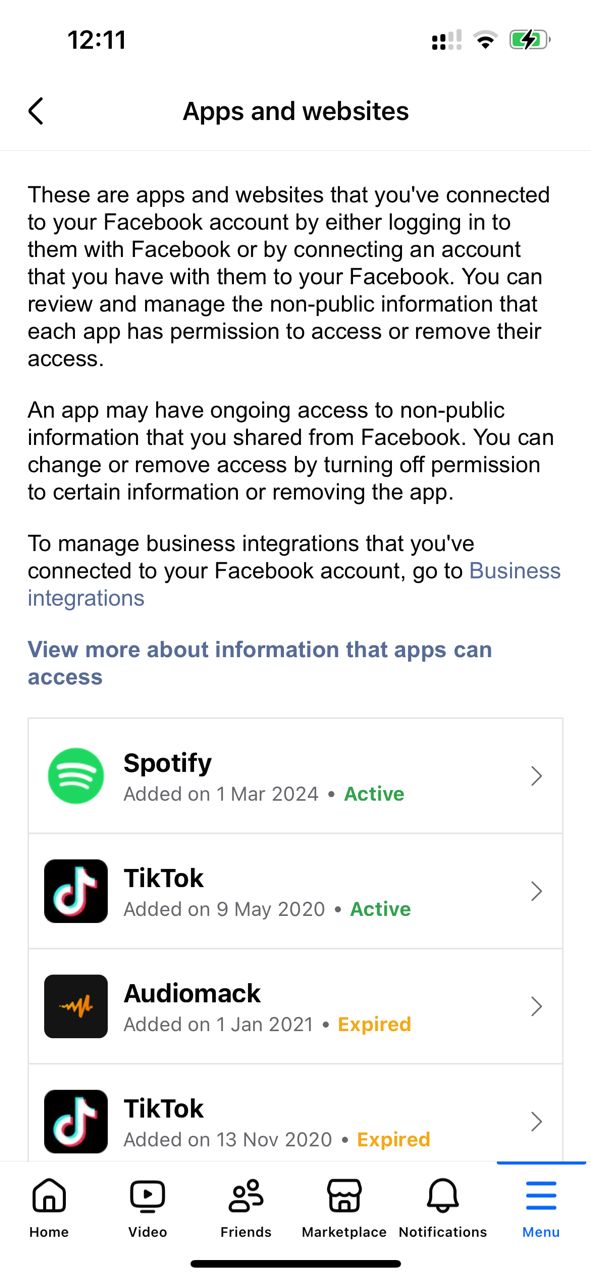 12:11
Apps and websites
These are apps and websites that you've connected
to your Facebook account by either logging in to
them with Facebook or by connecting an account
that you have with them to your Facebook. You can
review and manage the non-public information that
each app has permission to access or remove their
access.
An app may have ongoing access to non-public
information that you shared from Facebook. You can
change or remove access by turning off permission
to certain information or removing the app.
To manage business integrations that you've
connected to your Facebook account, go to Business
integrations
View more about information that apps can
access
Spotify
Added on 1 Mar 2024 • Active
TikTok
Added on 9 May 2020 • Active
Audiomack
Added on 1 Jan 2021 • Expired
TikTok
Added on 13 Nov 2020 • Expired
Home Video Friends Marketplace Notifications Menu